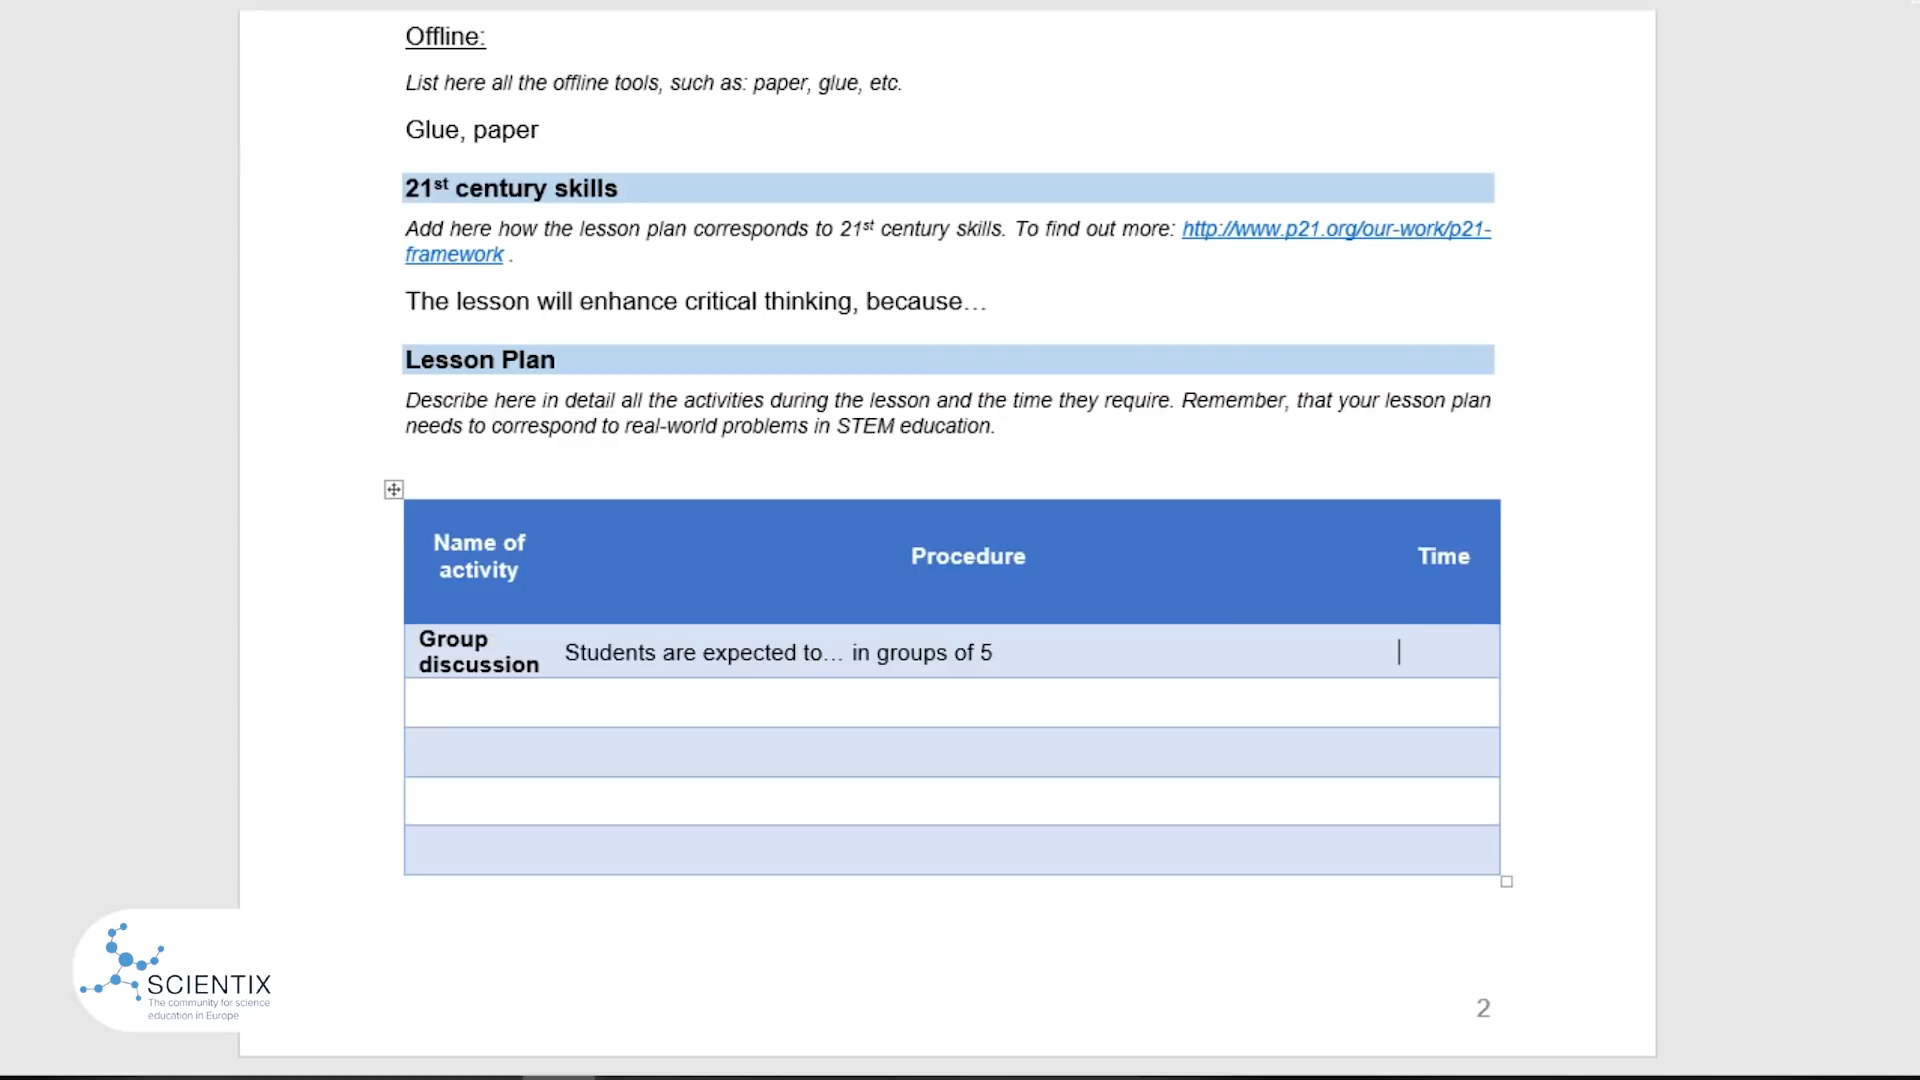 Offline:
List here all the offline tools, such as: paper, glue, etc.
Glue, paper
21st century skills
Add here how the lesson plan corresponds to 21st century skills. To find out more: http://www.p21.org/our-work/p21-
framework .
The lesson will enhance critical thinking, because…
Lesson Plan
Describe here in detail all the activities during the lesson and the time they require. Remember, that your lesson plan
needs to correspond to real-world problems in STEM education.
Name of
activity
Procedure
Time
Group
discussion
Students are expected to… in groups of 5
SCIENTIX
The community for science
education in Europe
2